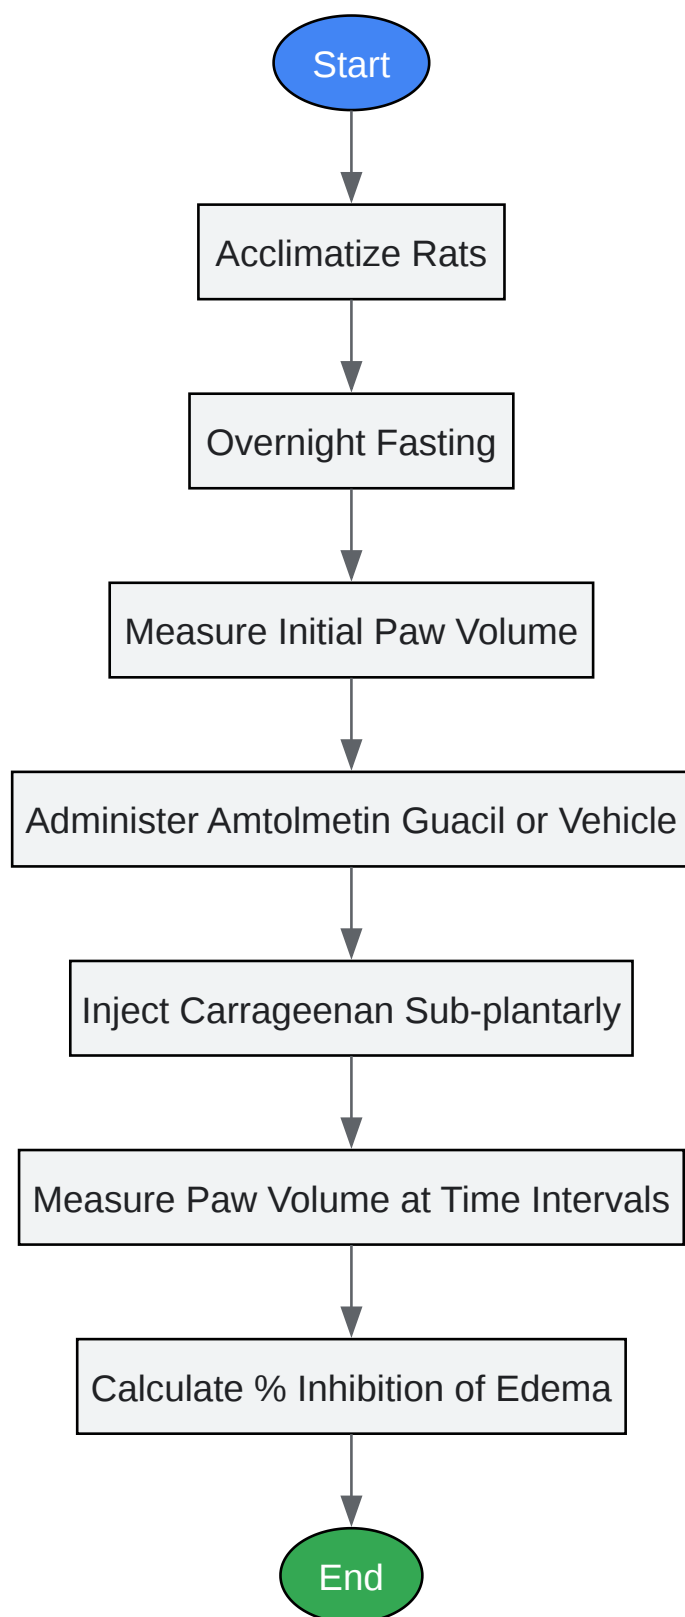 Start
Acclimatize Rats
Overnight Fasting
Measure Initial Paw Volume
Administer Amtolmetin Guacil or Vehicle
Inject Carrageenan Sub-plantarly
Measure Paw Volume at Time Intervals
Calculate % Inhibition of Edema
End